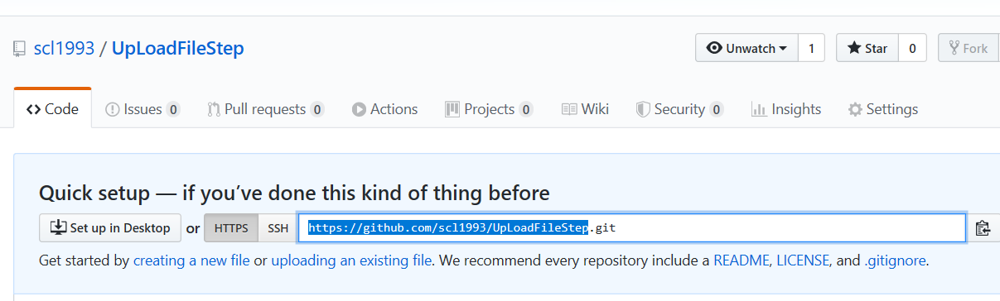 scl1993 / UpLoadFileStep
Unwatch 1 Star 0 Fork
Code Issues 0 Pull requests 0 Actions Projects 0 Wiki Security 0 Insights Settings
Quick setup — if you’ve done this kind of thing before
Set up in Desktop or HTTPS SSH https://github.com/scl1993/UpLoadFileStep.git
Get started by creating a new file or uploading an existing file. We recommend every repository include a README, LICENSE, and .gitignore.